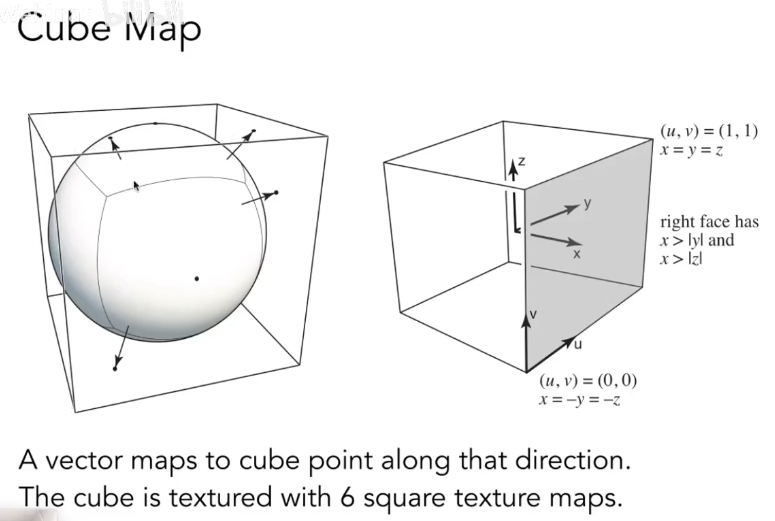 Cube Map
z
y
x
v
u
(u, v) = (1, 1)
x = y = z
right face has
x > |y| and
x > |z|
(u, v) = (0, 0)
x = –y = –z
A vector maps to cube point along that direction.
The cube is textured with 6 square texture maps.